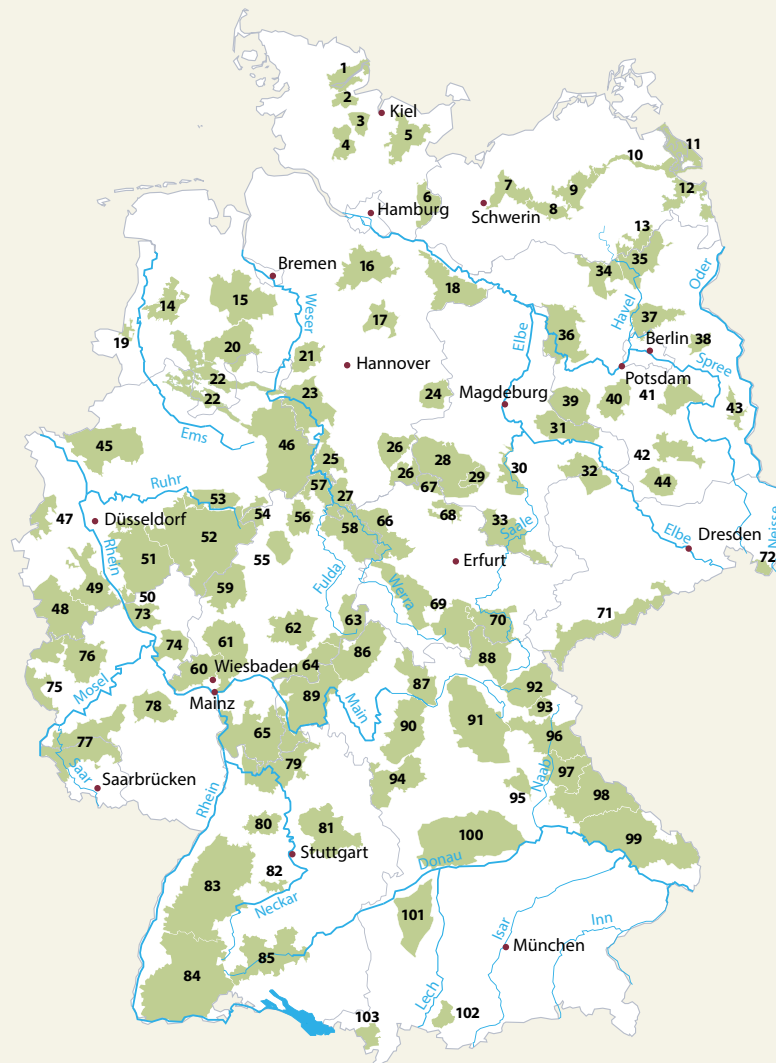 1
2
Kiel
3
4
5
10
11
7
9
12
6
8
Hamburg
Schwerin
13
35
34
Oder
Bremen
16
18
14
15
Weser
Havel
37
17
Elbe
36
38
19
20
21
Hannover
Berlin
Spree
Potsdam
22
22
23
24
Magdeburg
39
40
41
43
31
Ems
45
46
25
26
28
42
26
30
32
44
29
67
57
27
Ruhr
53
54
56
58
66
68
33
Saale
47
Düsseldorf
52
Elbe
Dresden
Neisse
72
51
55
Erfurt
Rhein
Fulda
49
59
Werra
50
48
73
69
70
71
62
63
74
61
86
76
64
88
60
Wiesbaden
75
Mosel
87
92
Mainz
89
Main
93
78
90
91
65
96
77
79
94
97
Naab
Saar
Saarbrücken
95
98
Rhein
80
81
100
99
Stuttgart
Donau
82
83
Neckar
101
Isar
Inn
München
85
84
Lech
102
103